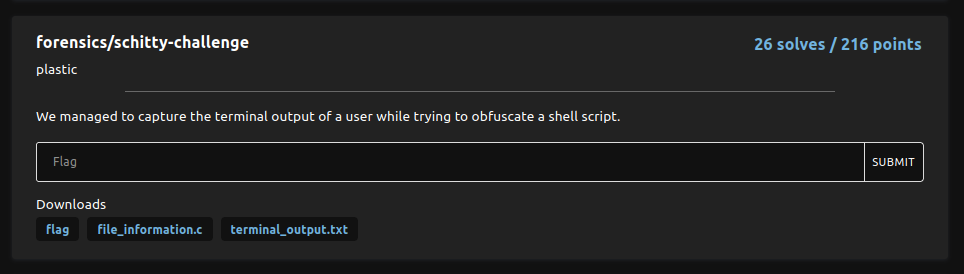 forensics/schitty-challenge
26 solves / 216 points
plastic
We managed to capture the terminal output of a user while trying to obfuscate a shell script.
Flag
SUBMIT
Downloads
flag file_information.c terminal_output.txt